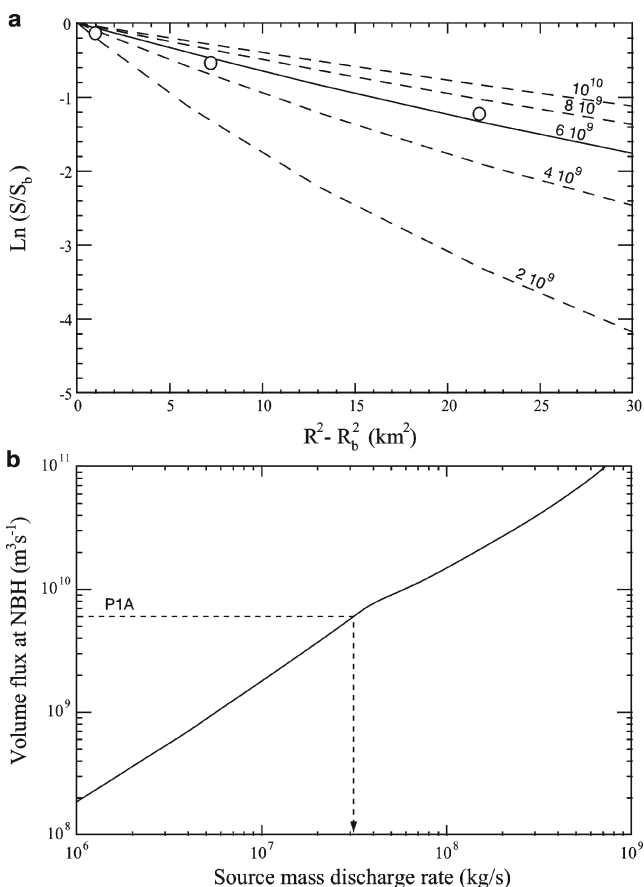 a
0
-1
-2
-3
-4
-5
Ln (S/S_b)
10^10
8 10^9
6 10^9
4 10^9
2 10^9
0 5 10 15 20 25 30
R^2- R_b^2 (km^2)
b
10^11
10^10
10^9
10^8
Volume flux at NBH (m^3s^-1)
P1A
10^6 10^7 10^8 10^9
Source mass discharge rate (kg/s)